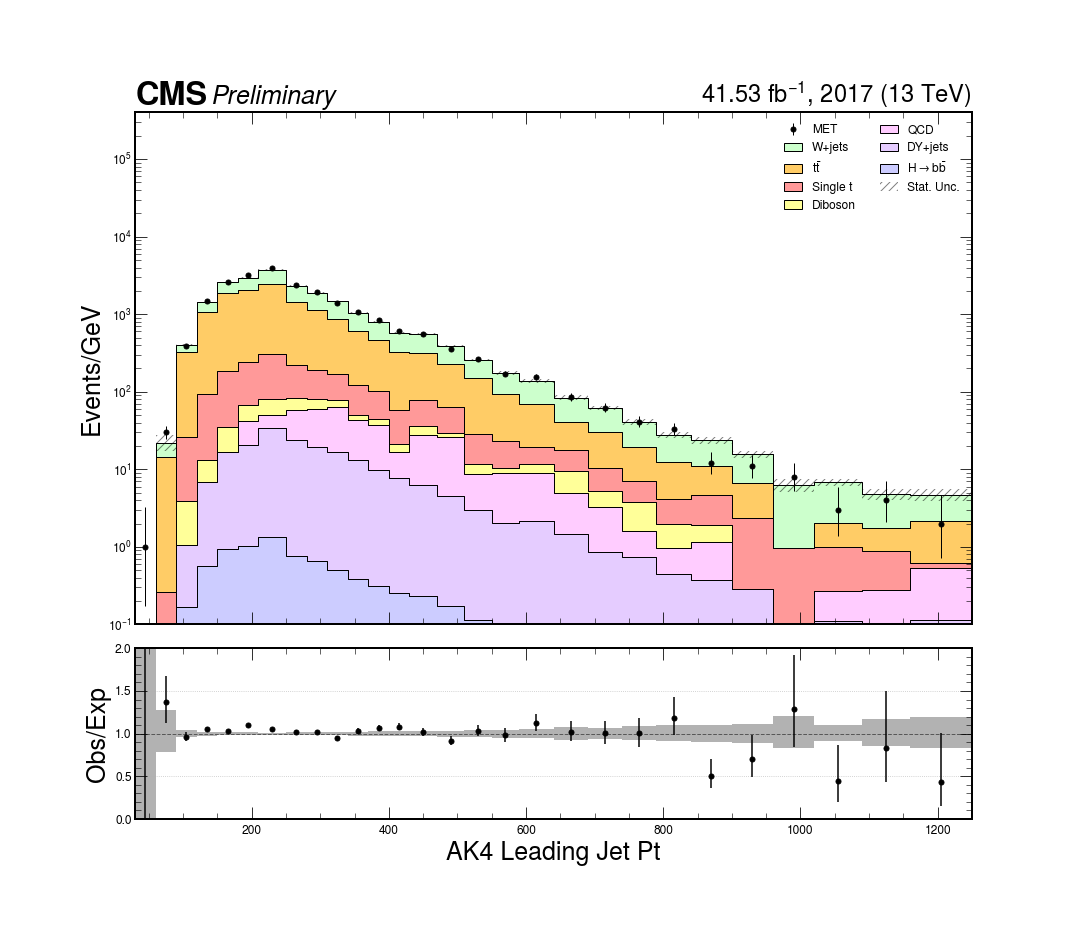 CMS Preliminary 41.53 fb⁻¹, 2017 (13 TeV)
MET QCD
W+jets DY+jets
tt̄ H→bb̄
Single t Stat. Unc.
Diboson
Events/GeV
10⁵
10⁴
10³
10²
10¹
10⁰
10⁻¹
Obs/Exp
2.0
1.5
1.0
0.5
0.0
200 400 600 800 1000 1200
AK4 Leading Jet Pt